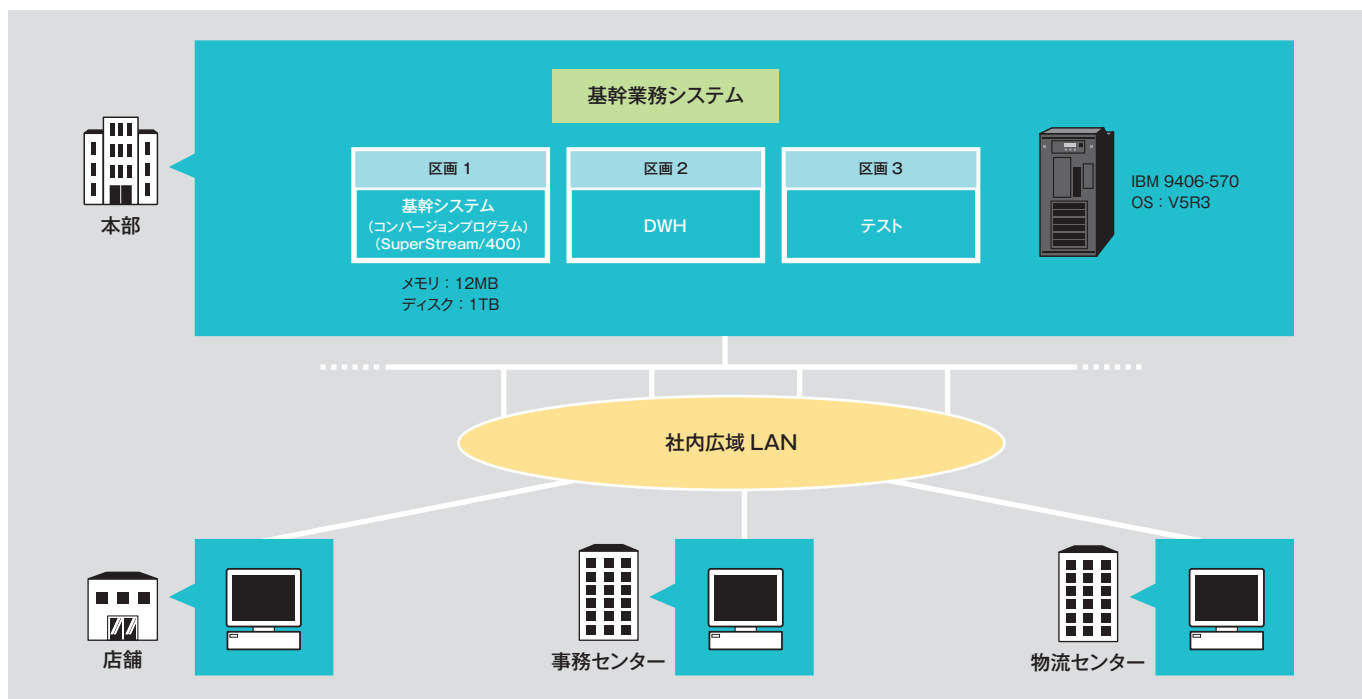 基幹業務システム
区画 1
区画 2
区画 3
基幹システム
(コンバージョンプログラム)
(SuperStream/400)
DWH
テスト
IBM 9406-570
OS:V5R3
本部
メモリ:12MB
ディスク:1TB
社内広域 LAN
店舗
事務センター
物流センター